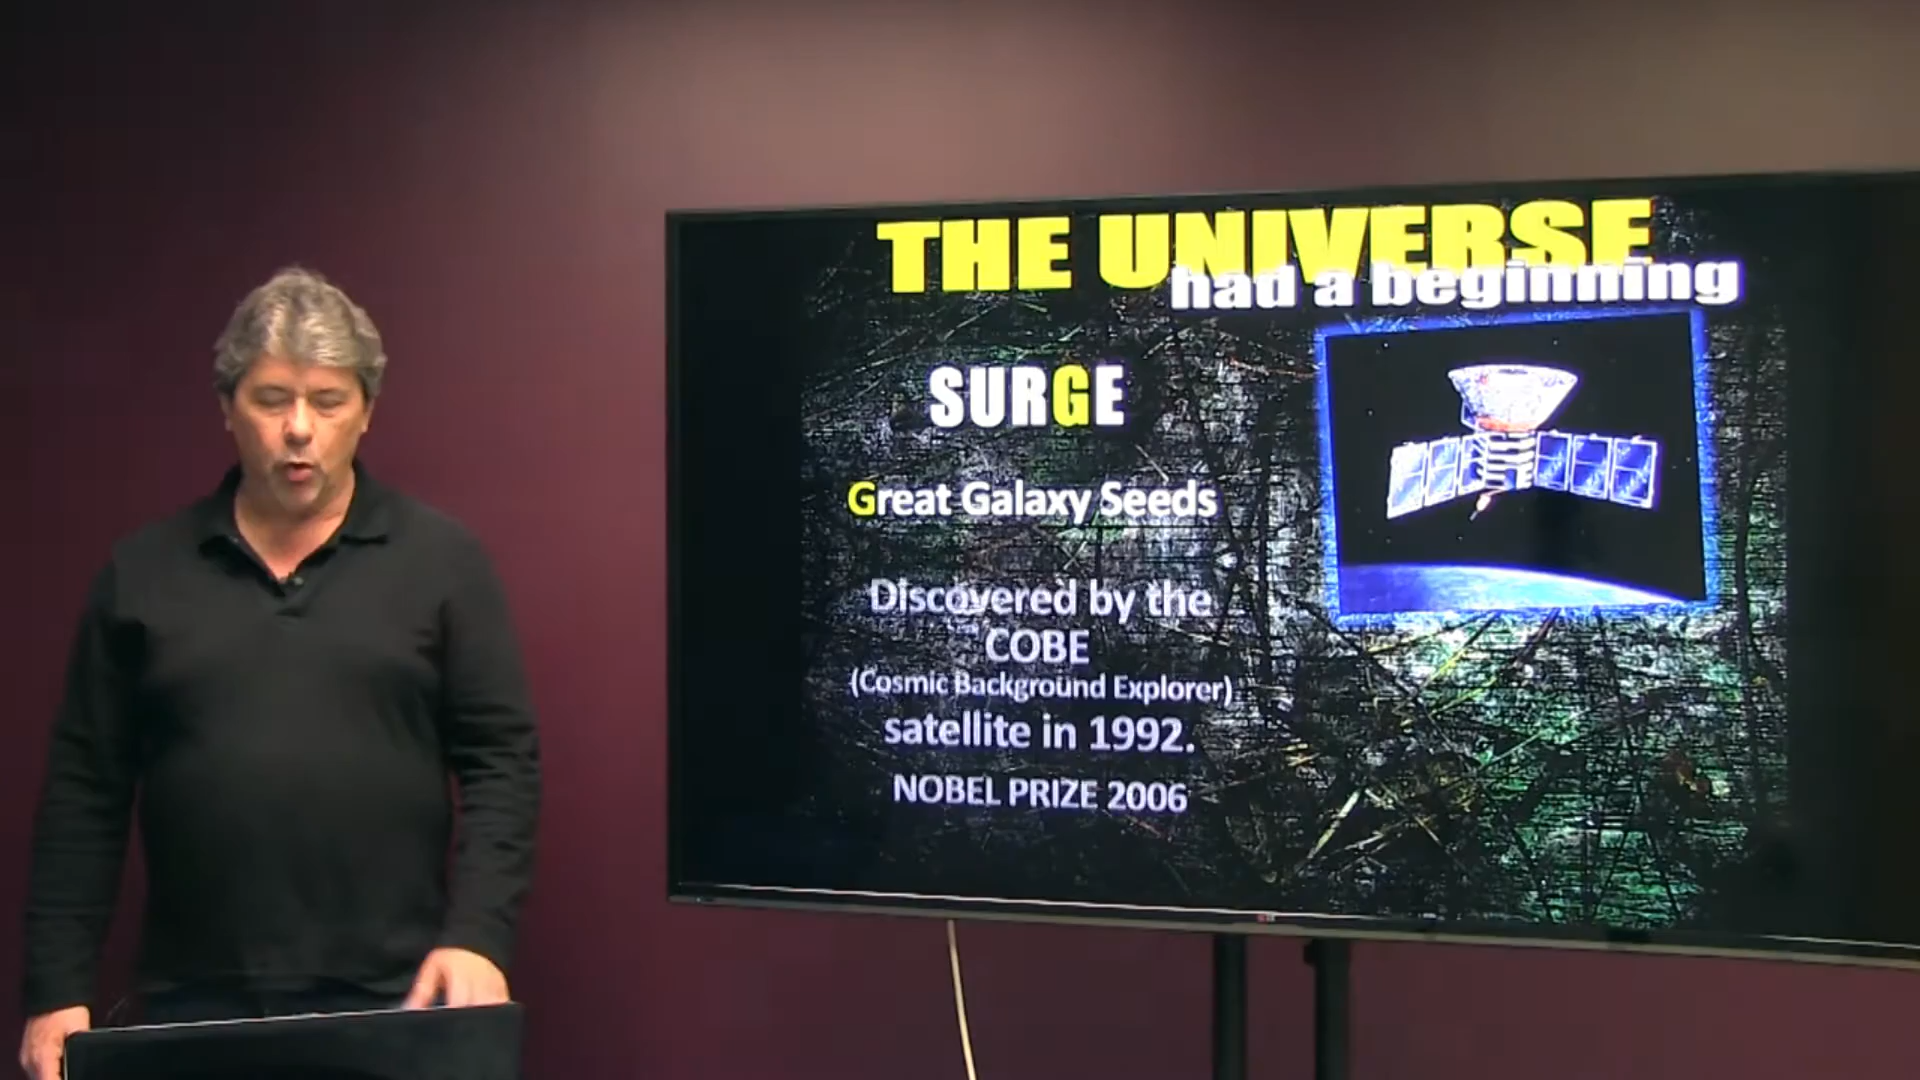 THE UNIVERSE
had a beginning
SURGE
Great Galaxy Seeds
Discovered by the
COBE
(Cosmic Background Explorer)
satellite in 1992.
NOBEL PRIZE 2006